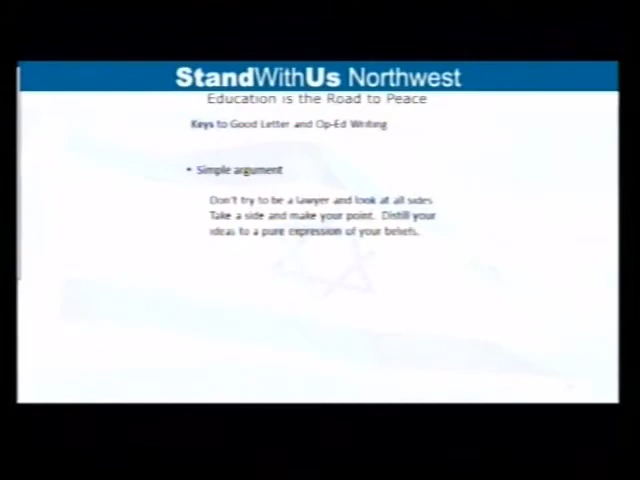 StandWithUs Northwest
Education is the Road to Peace
Keys to Good Letter and Op-Ed Writing
• Simple argument
Don't try to be a lawyer and look at all sides.
Take a side and make your point. Distill your
ideas to a pure expression of your beliefs.